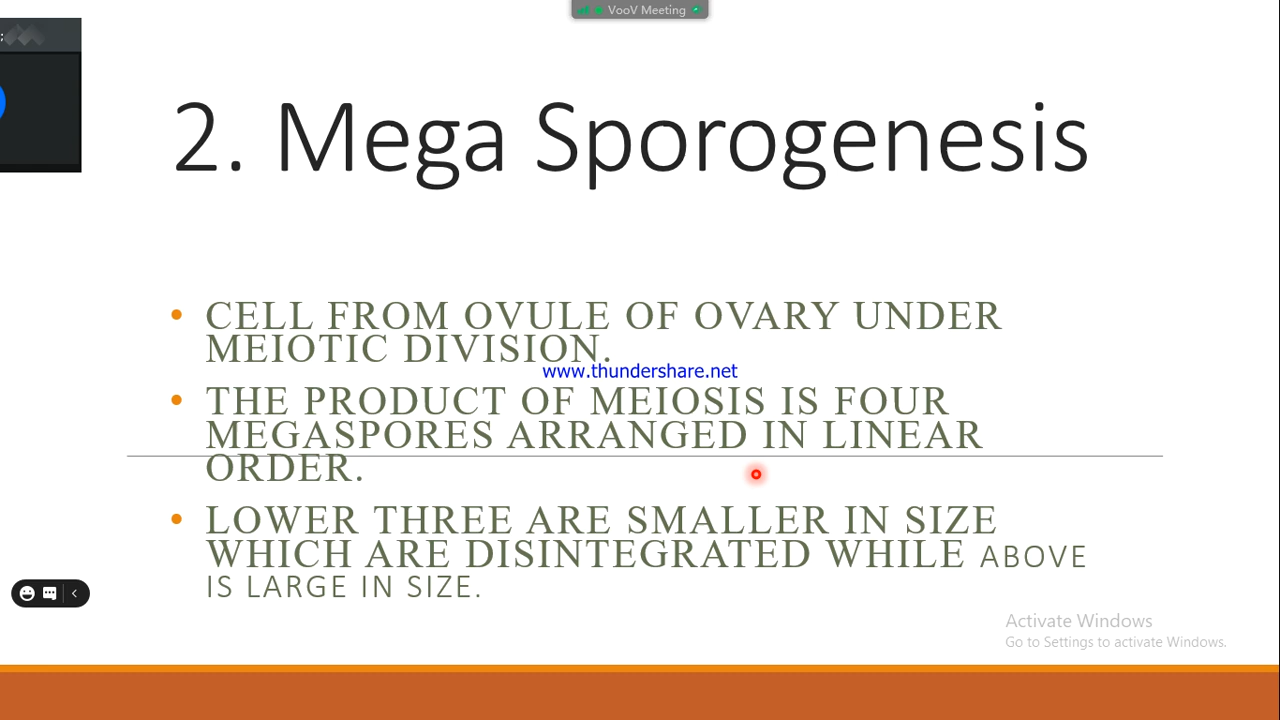 VooV Meeting
2. Mega Sporogenesis
• CELL FROM OVULE OF OVARY UNDER
MEIOTIC DIVISION.
www.thundershare.net
• THE PRODUCT OF MEIOSIS IS FOUR
MEGASPORES ARRANGED IN LINEAR
ORDER.
• LOWER THREE ARE SMALLER IN SIZE
WHICH ARE DISINTEGRATED WHILE ABOVE
IS LARGE IN SIZE.
Activate Windows
Go to Settings to activate Windows.